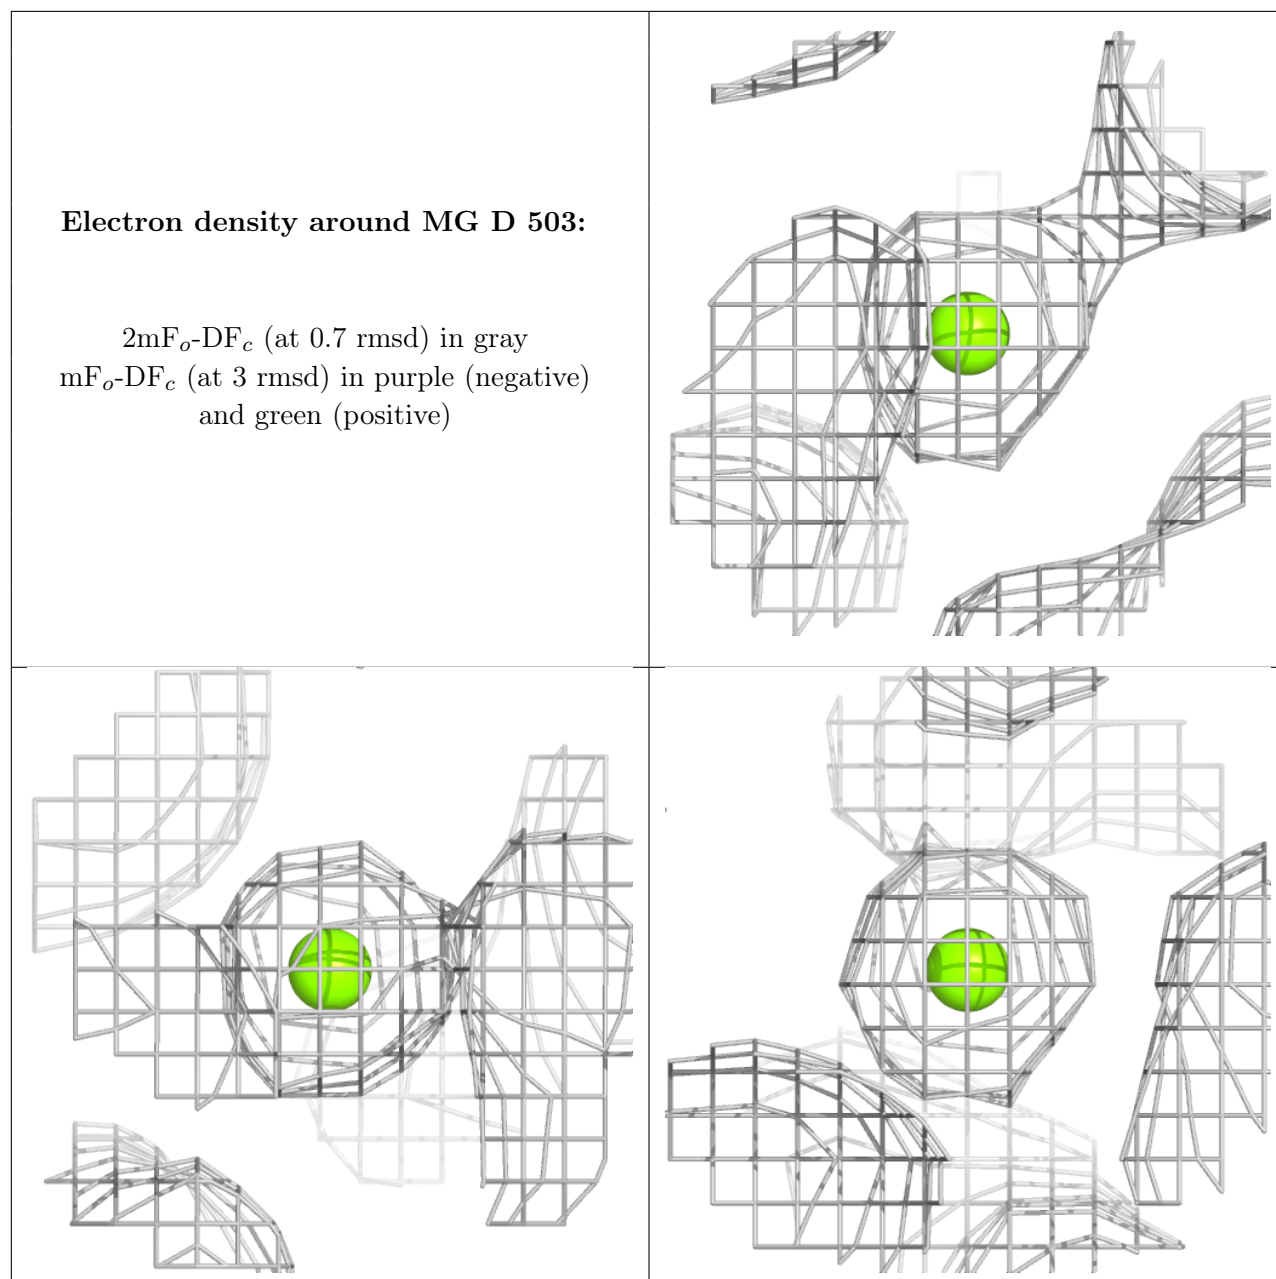 Electron density around MG D 503:
2mFo-DFc (at 0.7 rmsd) in gray
mFo-DFc (at 3 rmsd) in purple (negative)
and green (positive)